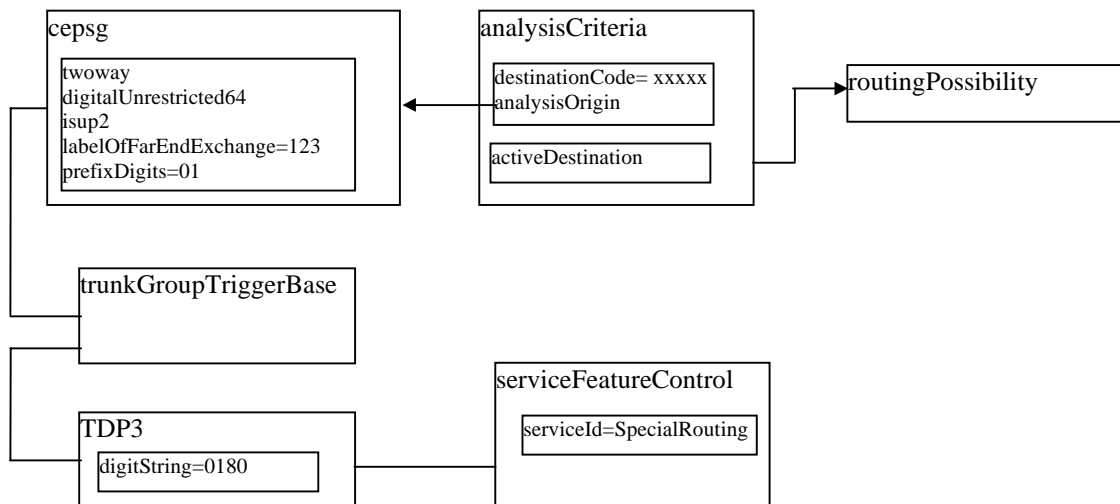 cepsg
twoway
digitalUnrestricted64
isup2
labelOfFarEndExchange=123
prefixDigits=01
analysisCriteria
destinationCode= xxxxx
analysisOrigin
activeDestination
routingPossibility
trunkGroupTriggerBase
TDP3
digitString=0180
serviceFeatureControl
serviceId=SpecialRouting